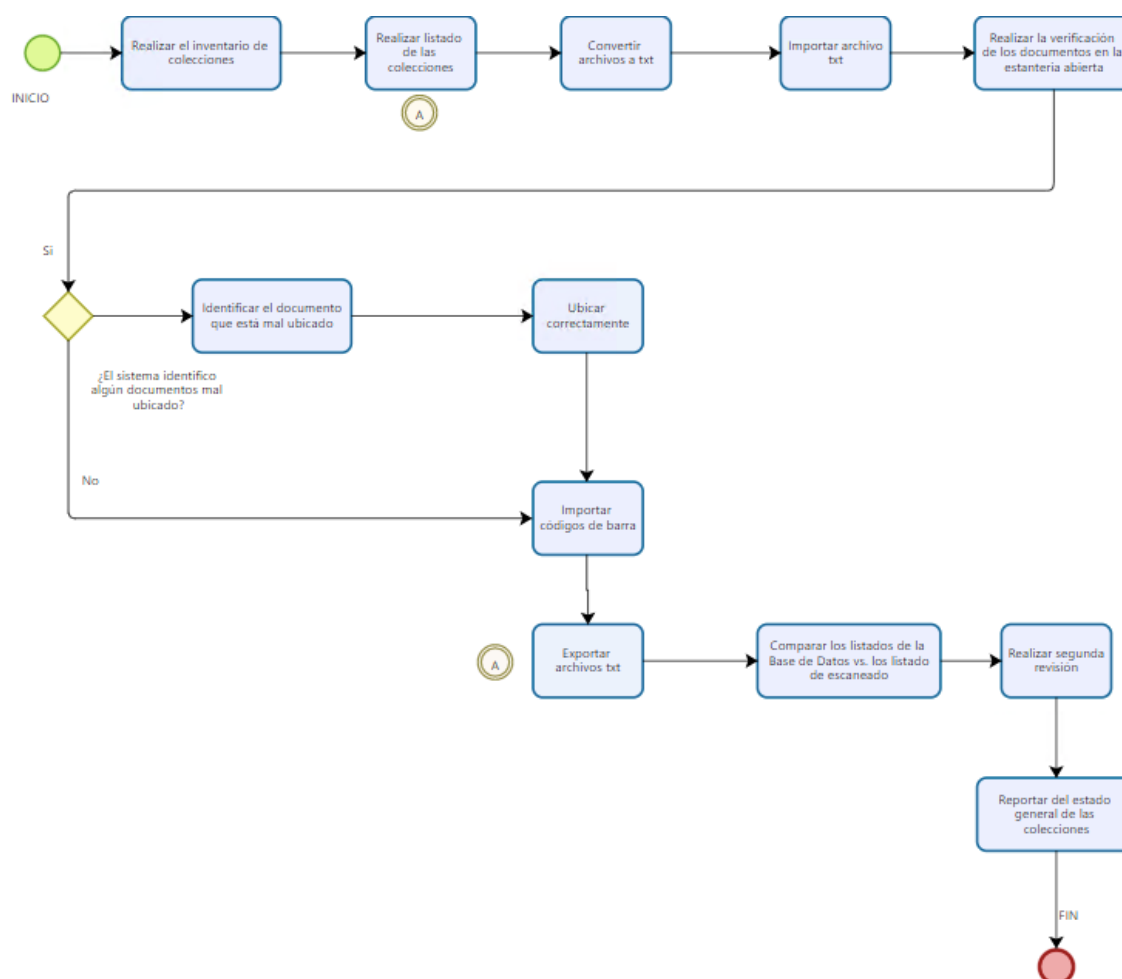 Realizar el inventario de
colecciones
Realizar listado
de las
colecciones
Convertir
archivos a txt
Importar archivo
txt
Realizar la verificación
de los documentos en la
estantería abierta
INICIO
A
Si
Identificar el documento
que está mal ubicado
Ubicar
correctamente
¿El sistema identifico
algún documentos mal
ubicado?
No
Importar
códigos de barra
A
Exportar
archivos txt
Comparar los listados de la
Base de Datos vs. los listado
de escaneado
Realizar segunda
revisión
Reportar del estado
general de las
colecciones
FIN